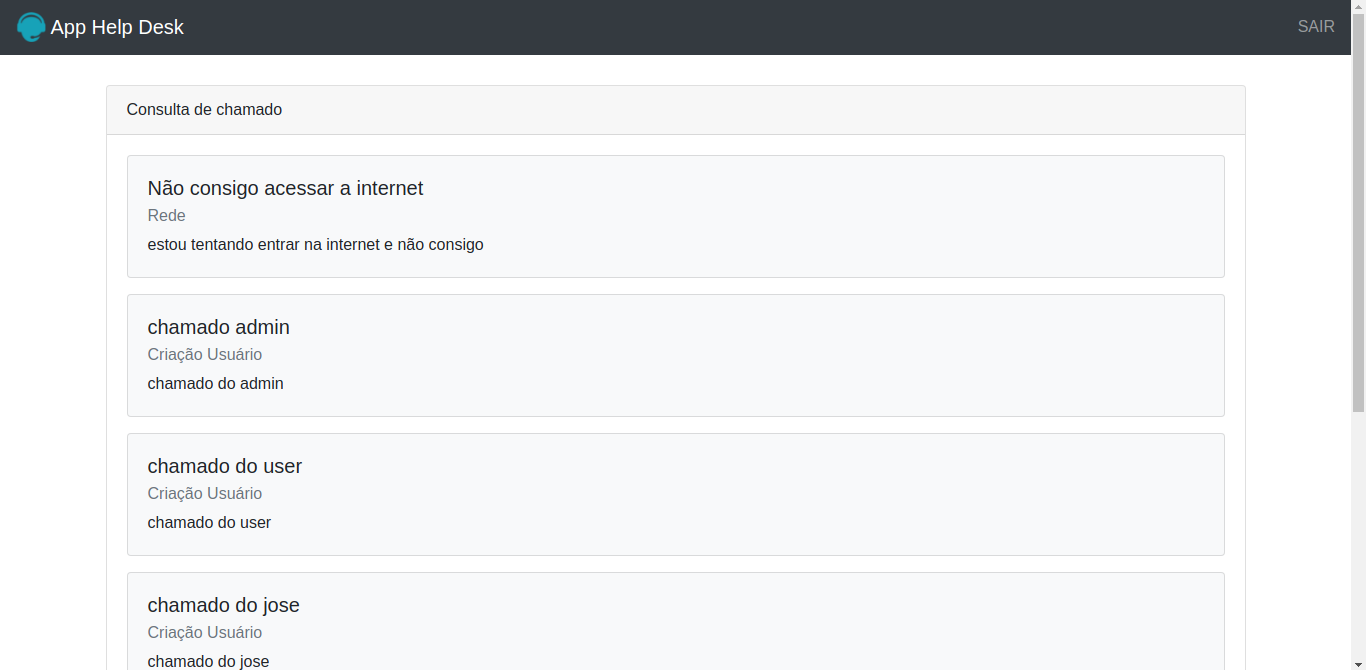 App Help Desk
SAIR
Consulta de chamado
Não consigo acessar a internet
Rede
estou tentando entrar na internet e não consigo
chamado admin
Criação Usuário
chamado do admin
chamado do user
Criação Usuário
chamado do user
chamado do jose
Criação Usuário
chamado do jose